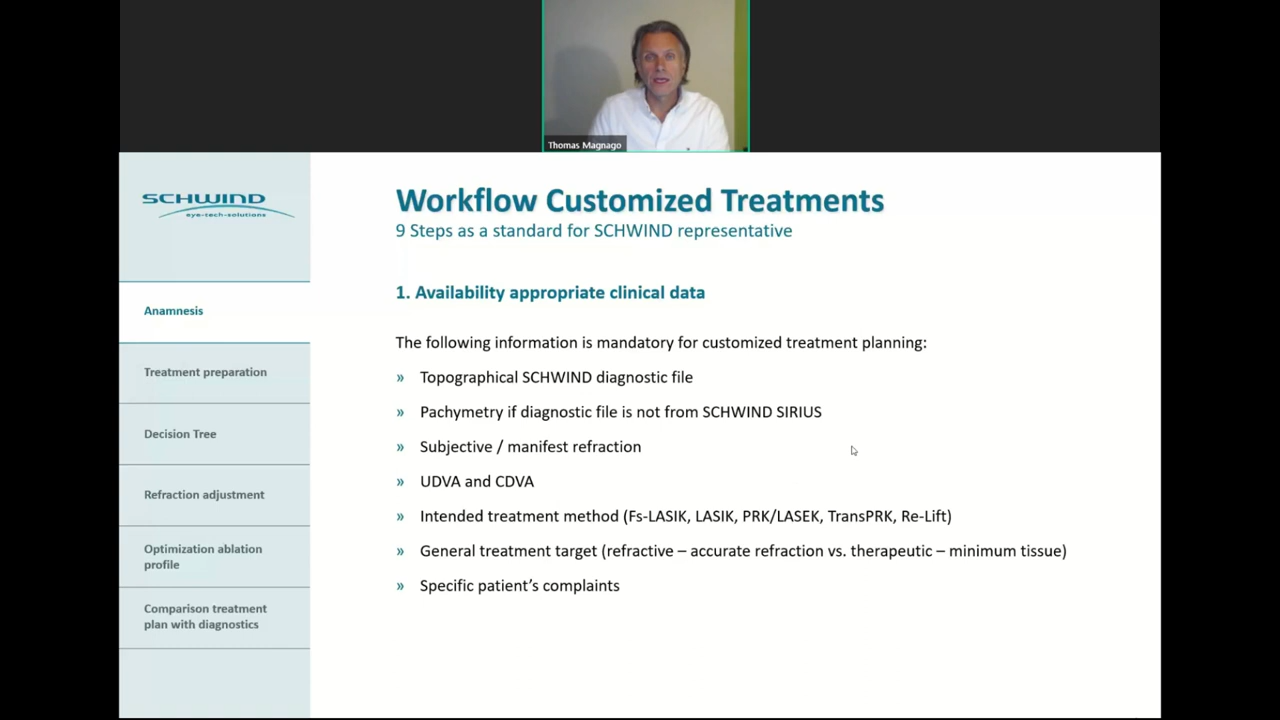 Thomas Magnago
SCHWIND
eye-tech-solutions
Anamnesis
Treatment preparation
Decision Tree
Refraction adjustment
Optimization ablation
profile
Comparison treatment
plan with diagnostics
Workflow Customized Treatments
9 Steps as a standard for SCHWIND representative
1. Availability appropriate clinical data
The following information is mandatory for customized treatment planning:
» Topographical SCHWIND diagnostic file
» Pachymetry if diagnostic file is not from SCHWIND SIRIUS
» Subjective / manifest refraction
» UDVA and CDVA
» Intended treatment method (Fs-LASIK, LASIK, PRK/LASEK, TransPRK, Re-Lift)
» General treatment target (refractive – accurate refraction vs. therapeutic – minimum tissue)
» Specific patient’s complaints